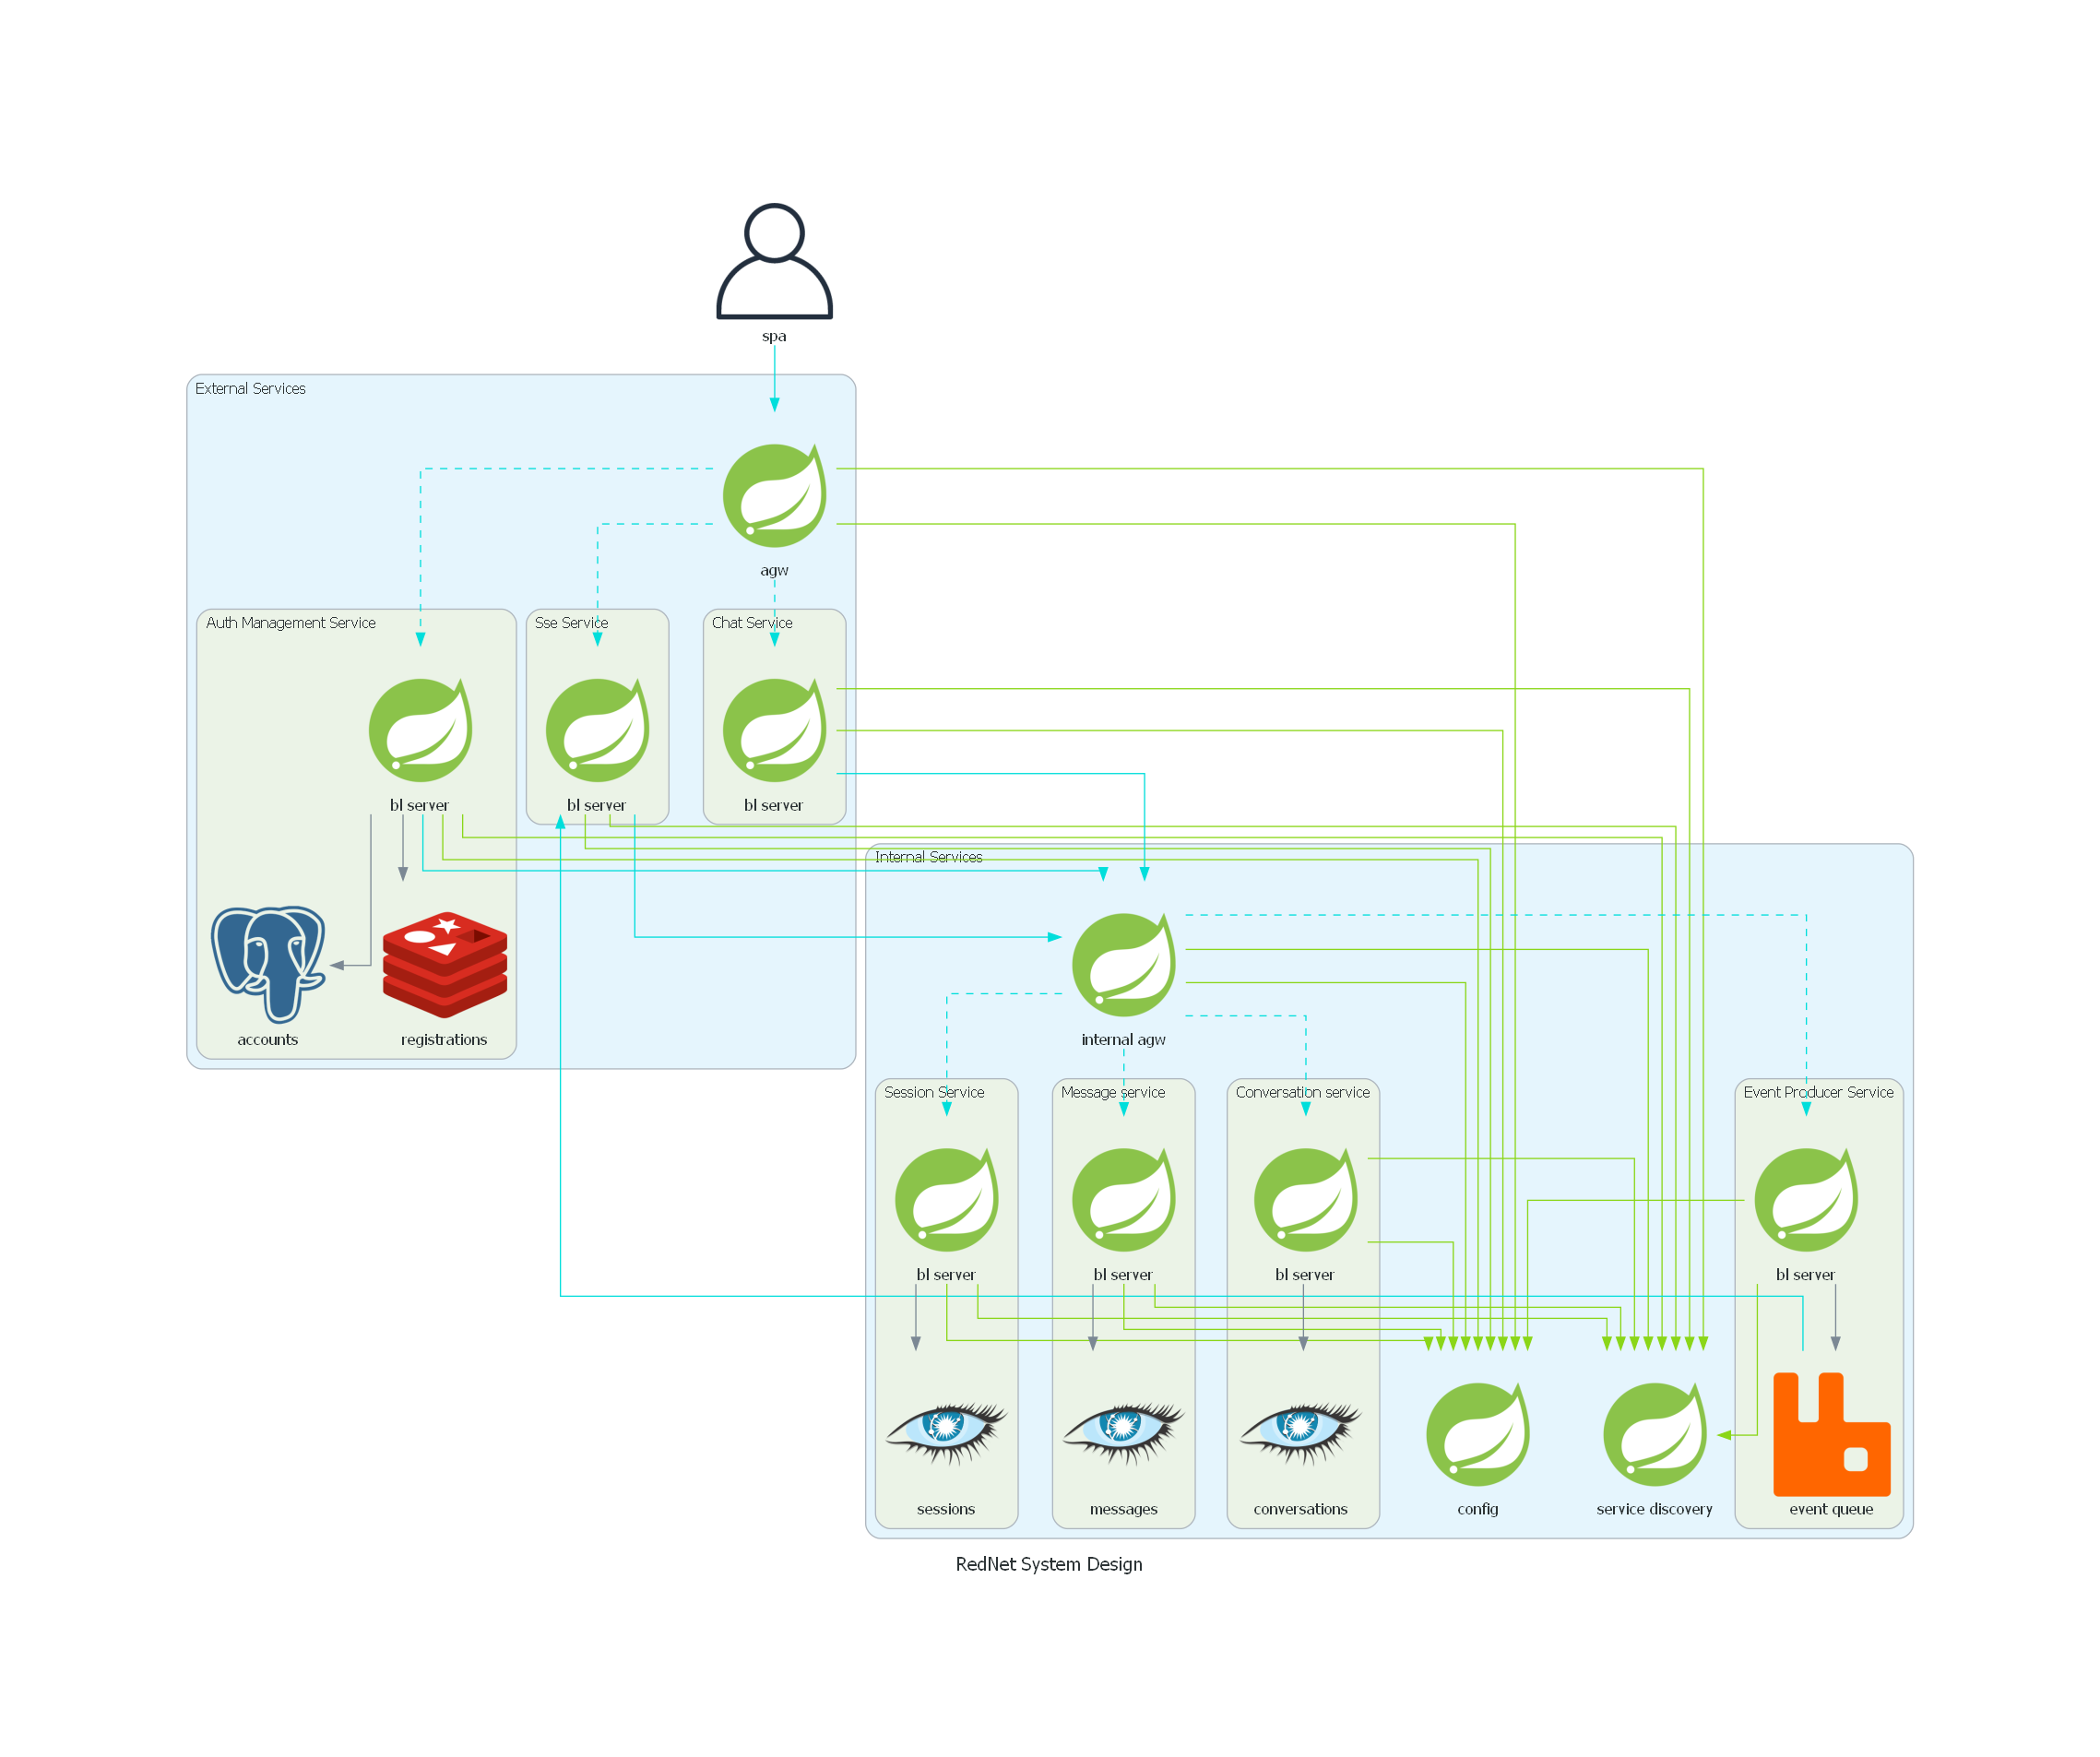 spa
External Services
agw
Auth Management Service
Sse Service
Chat Service
bl server
bl server
bl server
Internal Services
accounts
registrations
internal agw
Session Service
Message service
Conversation service
Event Producer Service
bl server
bl server
bl server
bl server
sessions
messages
conversations
config
service discovery
event queue
RedNet System Design